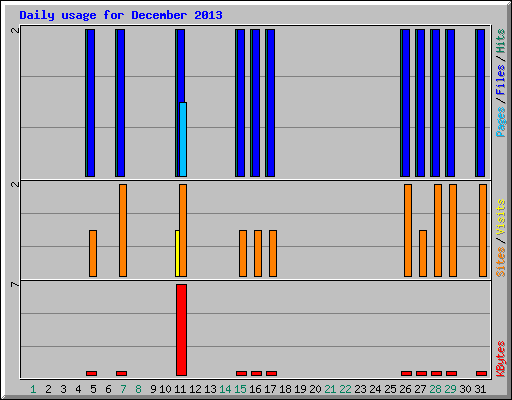 Daily usage for December 2013
2
Pages / Files / Hits
2
Sites / Visits
7
KBytes
1 2 3 4 5 6 7 8 9 10 11 12 13 14 15 16 17 18 19 20 21 22 23 24 25 26 27 28 29 30 31